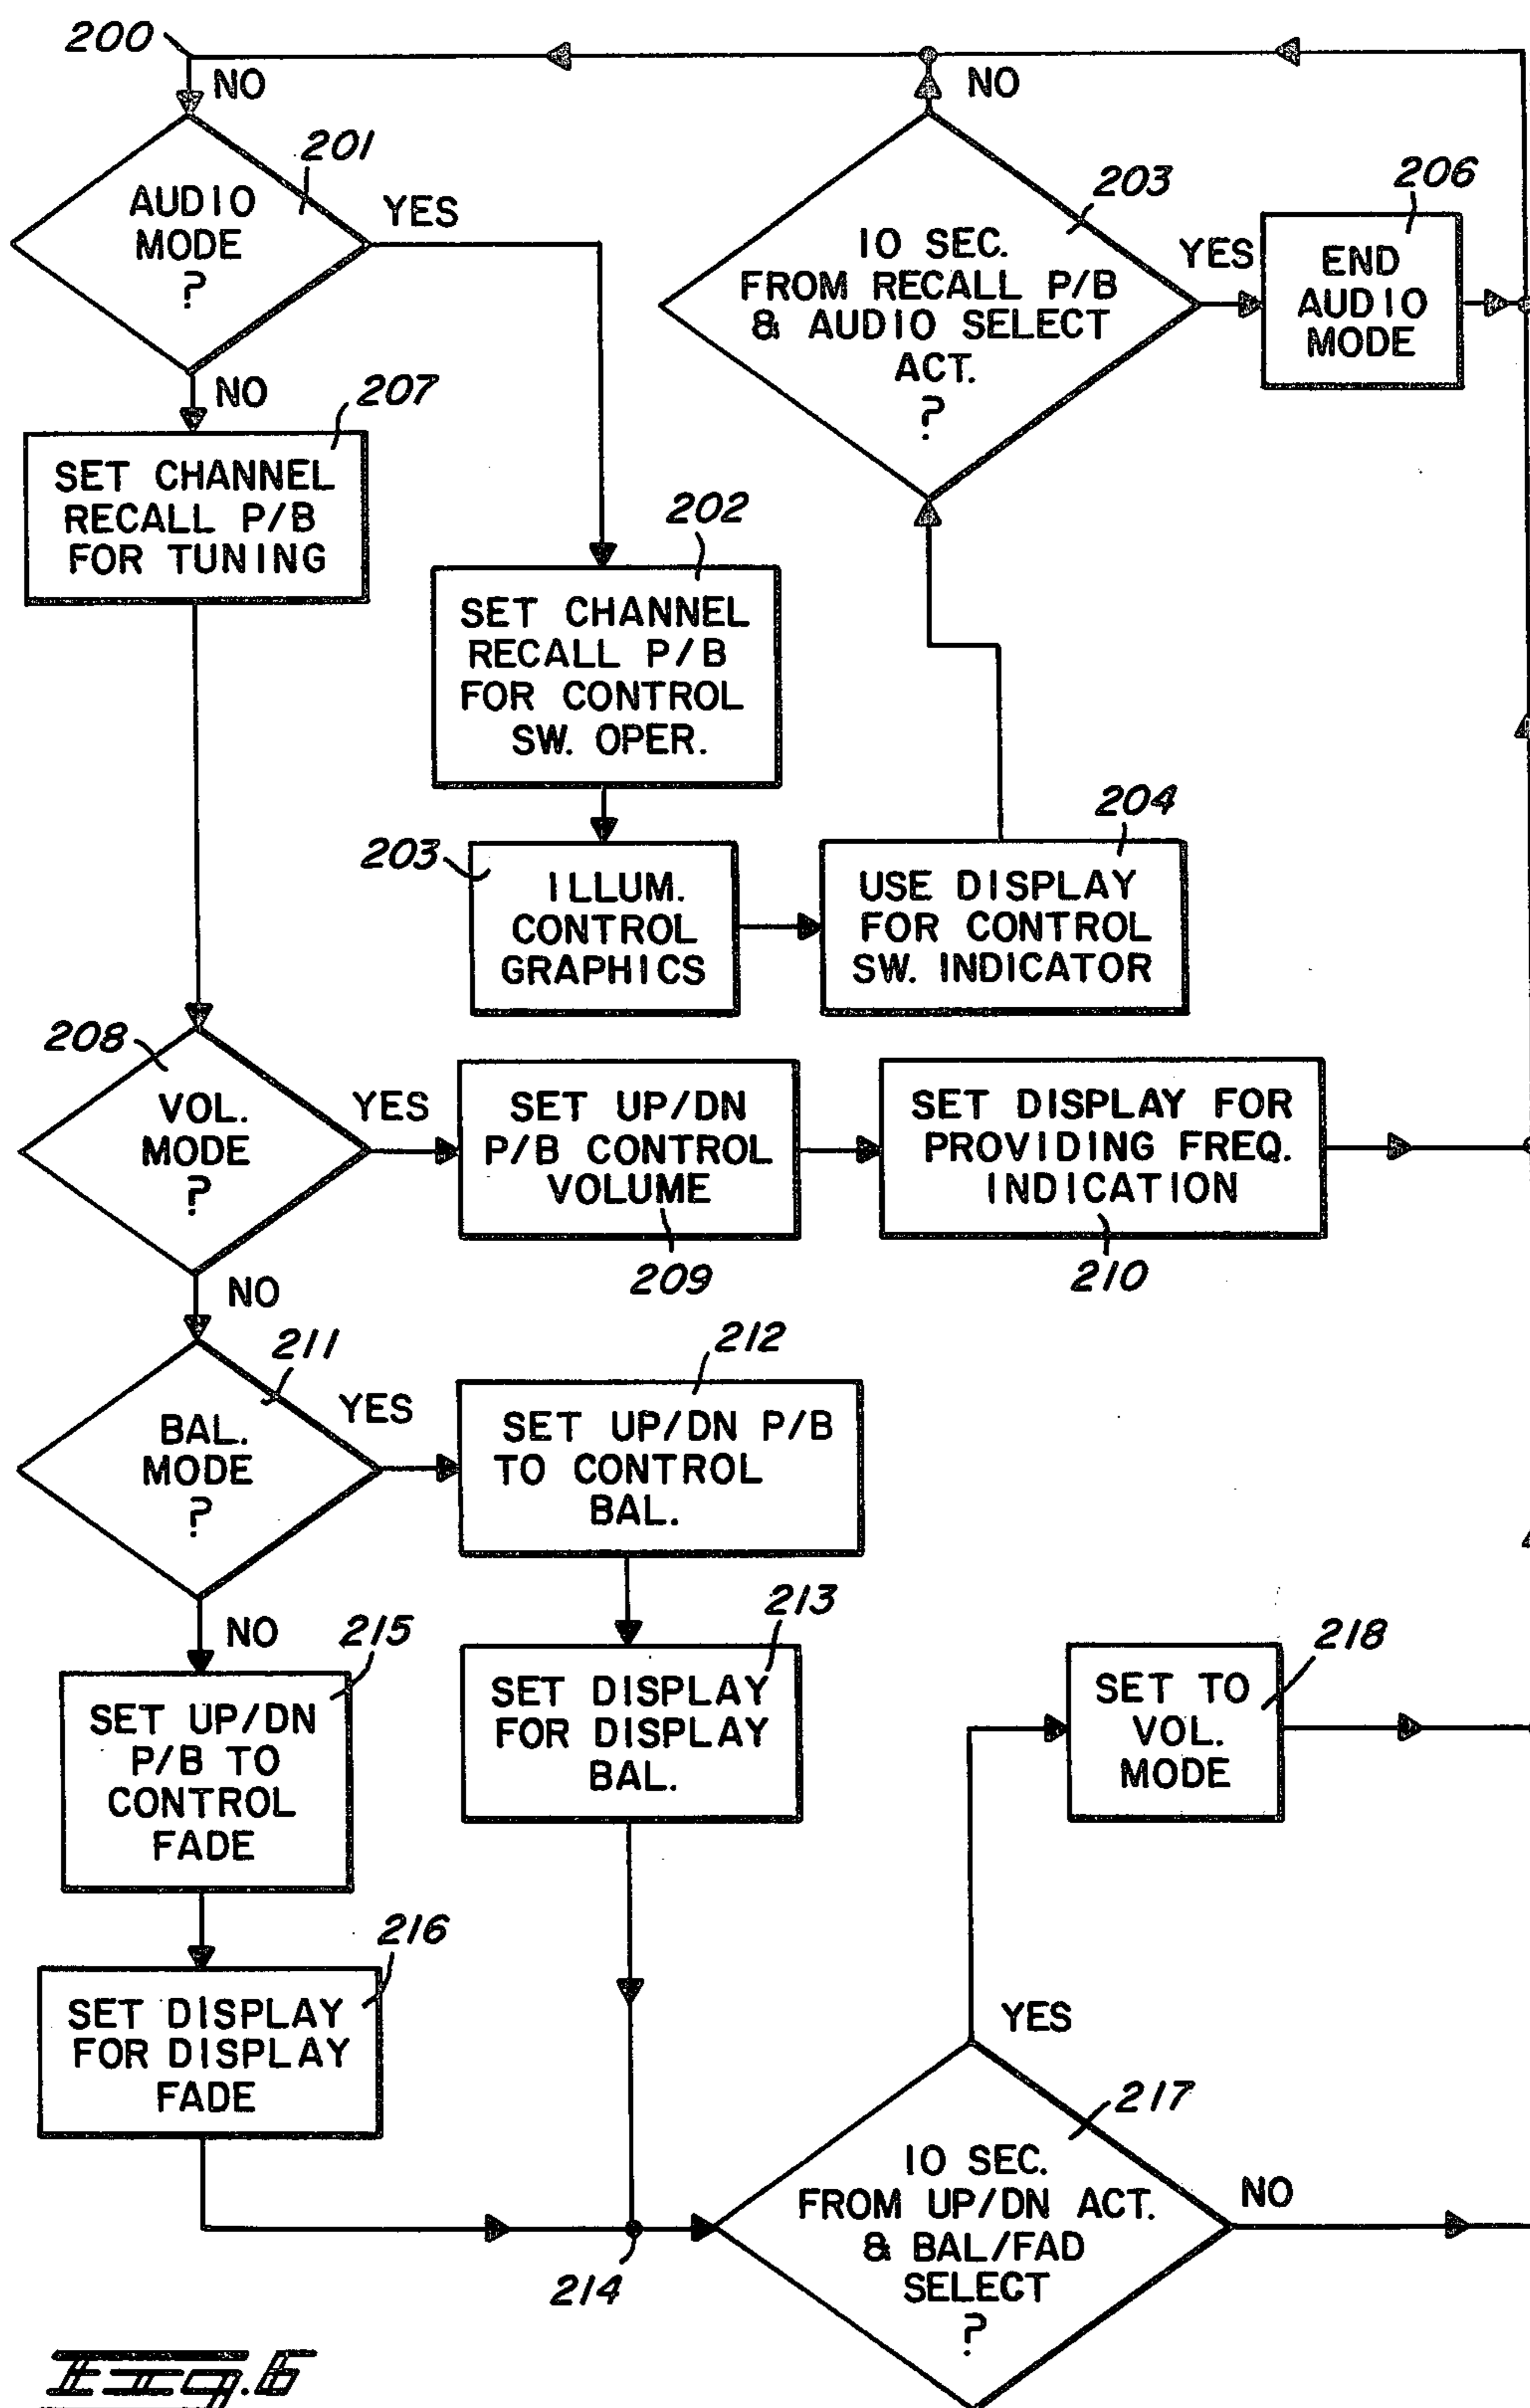 200
NO
NO
201
AUDIO
MODE
?
YES
203
10 SEC.
FROM RECALL P/B
& AUDIO SELECT
ACT.
?
YES
206
END
AUDIO
MODE
NO
207
SET CHANNEL
RECALL P/B
FOR TUNING
202
SET CHANNEL
RECALL P/B
FOR CONTROL
SW. OPER.
203
ILLUM.
CONTROL
GRAPHICS
204
USE DISPLAY
FOR CONTROL
SW. INDICATOR
208
VOL.
MODE
?
YES
SET UP/DN
P/B CONTROL
VOLUME
209
SET DISPLAY FOR
PROVIDING FREQ.
INDICATION
210
NO
211
BAL.
MODE
?
YES
212
SET UP/DN P/B
TO CONTROL
BAL.
213
SET DISPLAY
FOR DISPLAY
BAL.
NO
215
SET UP/DN
P/B TO
CONTROL
FADE
216
SET DISPLAY
FOR DISPLAY
FADE
218
SET TO
VOL.
MODE
YES
217
10 SEC.
FROM UP/DN ACT.
& BAL/FAD
SELECT
?
NO
214
Fig. 6